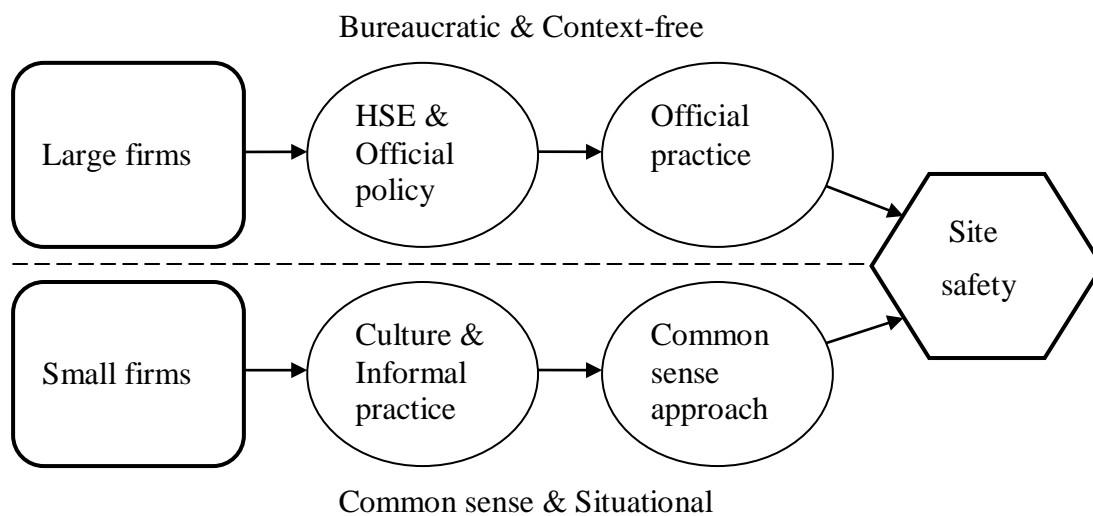 Bureaucratic & Context-free
Large firms
HSE &
Official
policy
Official
practice
Site
safety
Small firms
Culture &
Informal
practice
Common
sense
approach
Common sense & Situational